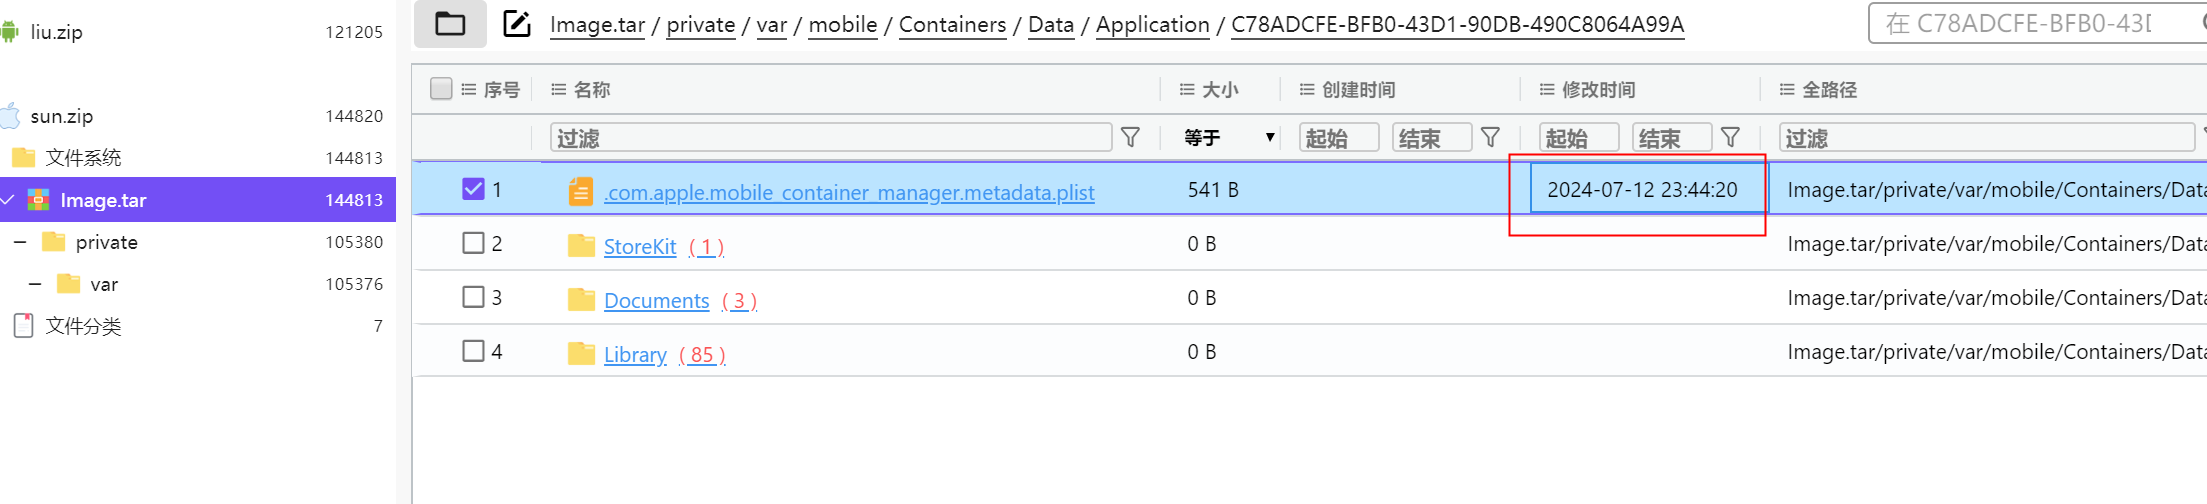 liu.zip 121205
sun.zip 144820
文件系统 144813
Image.tar 144813
private 105380
var 105376
文件分类 7
Image.tar / private / var / mobile / Containers / Data / Application / C78ADCFE-BFB0-43D1-90DB-490C8064A99A
在 C78ADCFE-BFB0-43
序号 名称 大小 创建时间 修改时间 全路径
过滤 等于 起始 结束 起始 结束 过滤
1 .com.apple.mobile_container_manager.metadata.plist 541 B 2024-07-12 23:44:20 Image.tar/private/var/mobile/Containers/Data
2 StoreKit ( 1 ) 0 B Image.tar/private/var/mobile/Containers/Data
3 Documents ( 3 ) 0 B Image.tar/private/var/mobile/Containers/Data
4 Library ( 85 ) 0 B Image.tar/private/var/mobile/Containers/Data